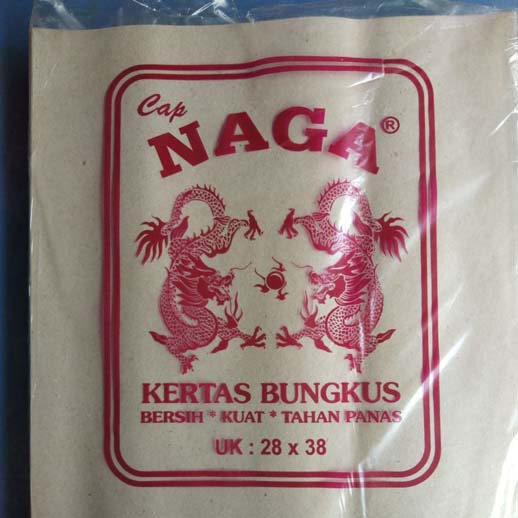 Cap
NAGA®
KERTAS BUNGKUS
BERSIH * KUAT * TAHAN PANAS
UK : 28 x 38